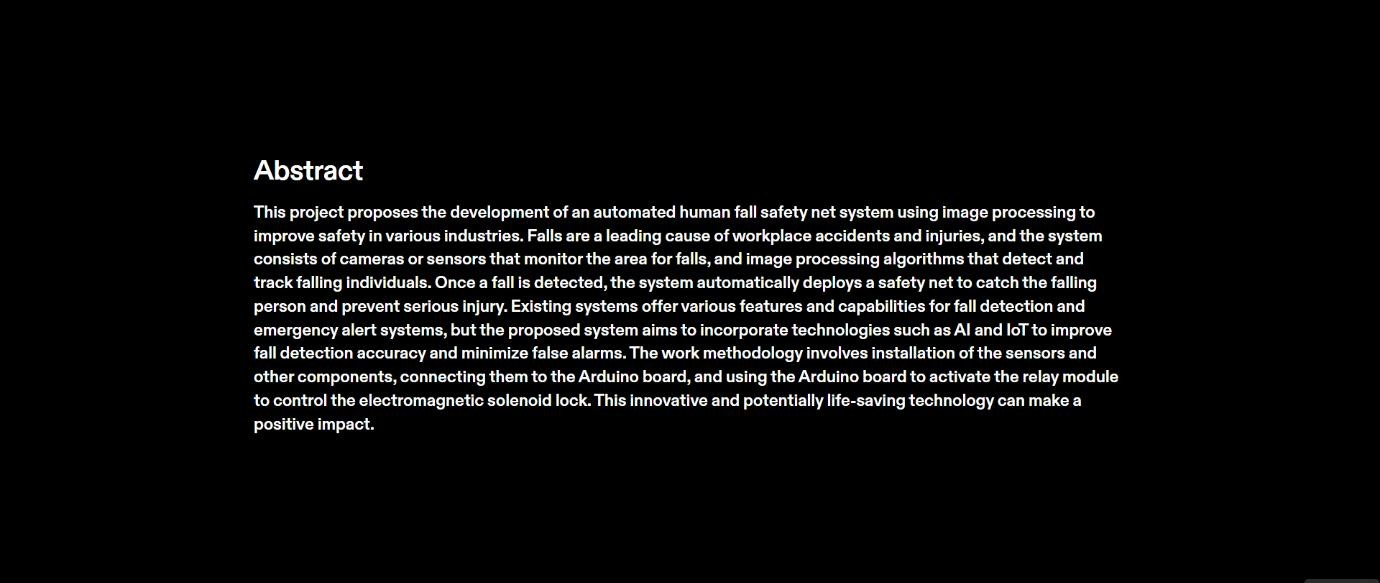 Abstract
This project proposes the development of an automated human fall safety net system using image processing to
improve safety in various industries. Falls are a leading cause of workplace accidents and injuries, and the system
consists of cameras or sensors that monitor the area for falls, and image processing algorithms that detect and
track falling individuals. Once a fall is detected, the system automatically deploys a safety net to catch the falling
person and prevent serious injury. Existing systems offer various features and capabilities for fall detection and
emergency alert systems, but the proposed system aims to incorporate technologies such as AI and IoT to improve
fall detection accuracy and minimize false alarms. The work methodology involves installation of the sensors and
other components, connecting them to the Arduino board, and using the Arduino board to activate the relay module
to control the electromagnetic solenoid lock. This innovative and potentially life-saving technology can make a
positive impact.